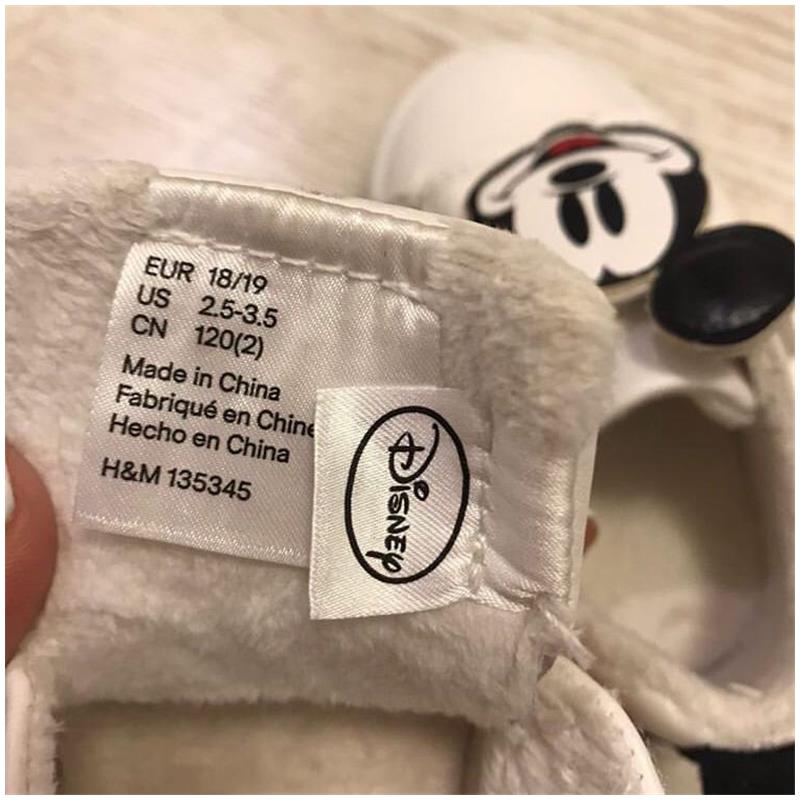 EUR 18/19
US 2.5-3.5
CN 120(2)
Made in China
Fabriqué en Chine
Hecho en China
H&M 135345
Disney